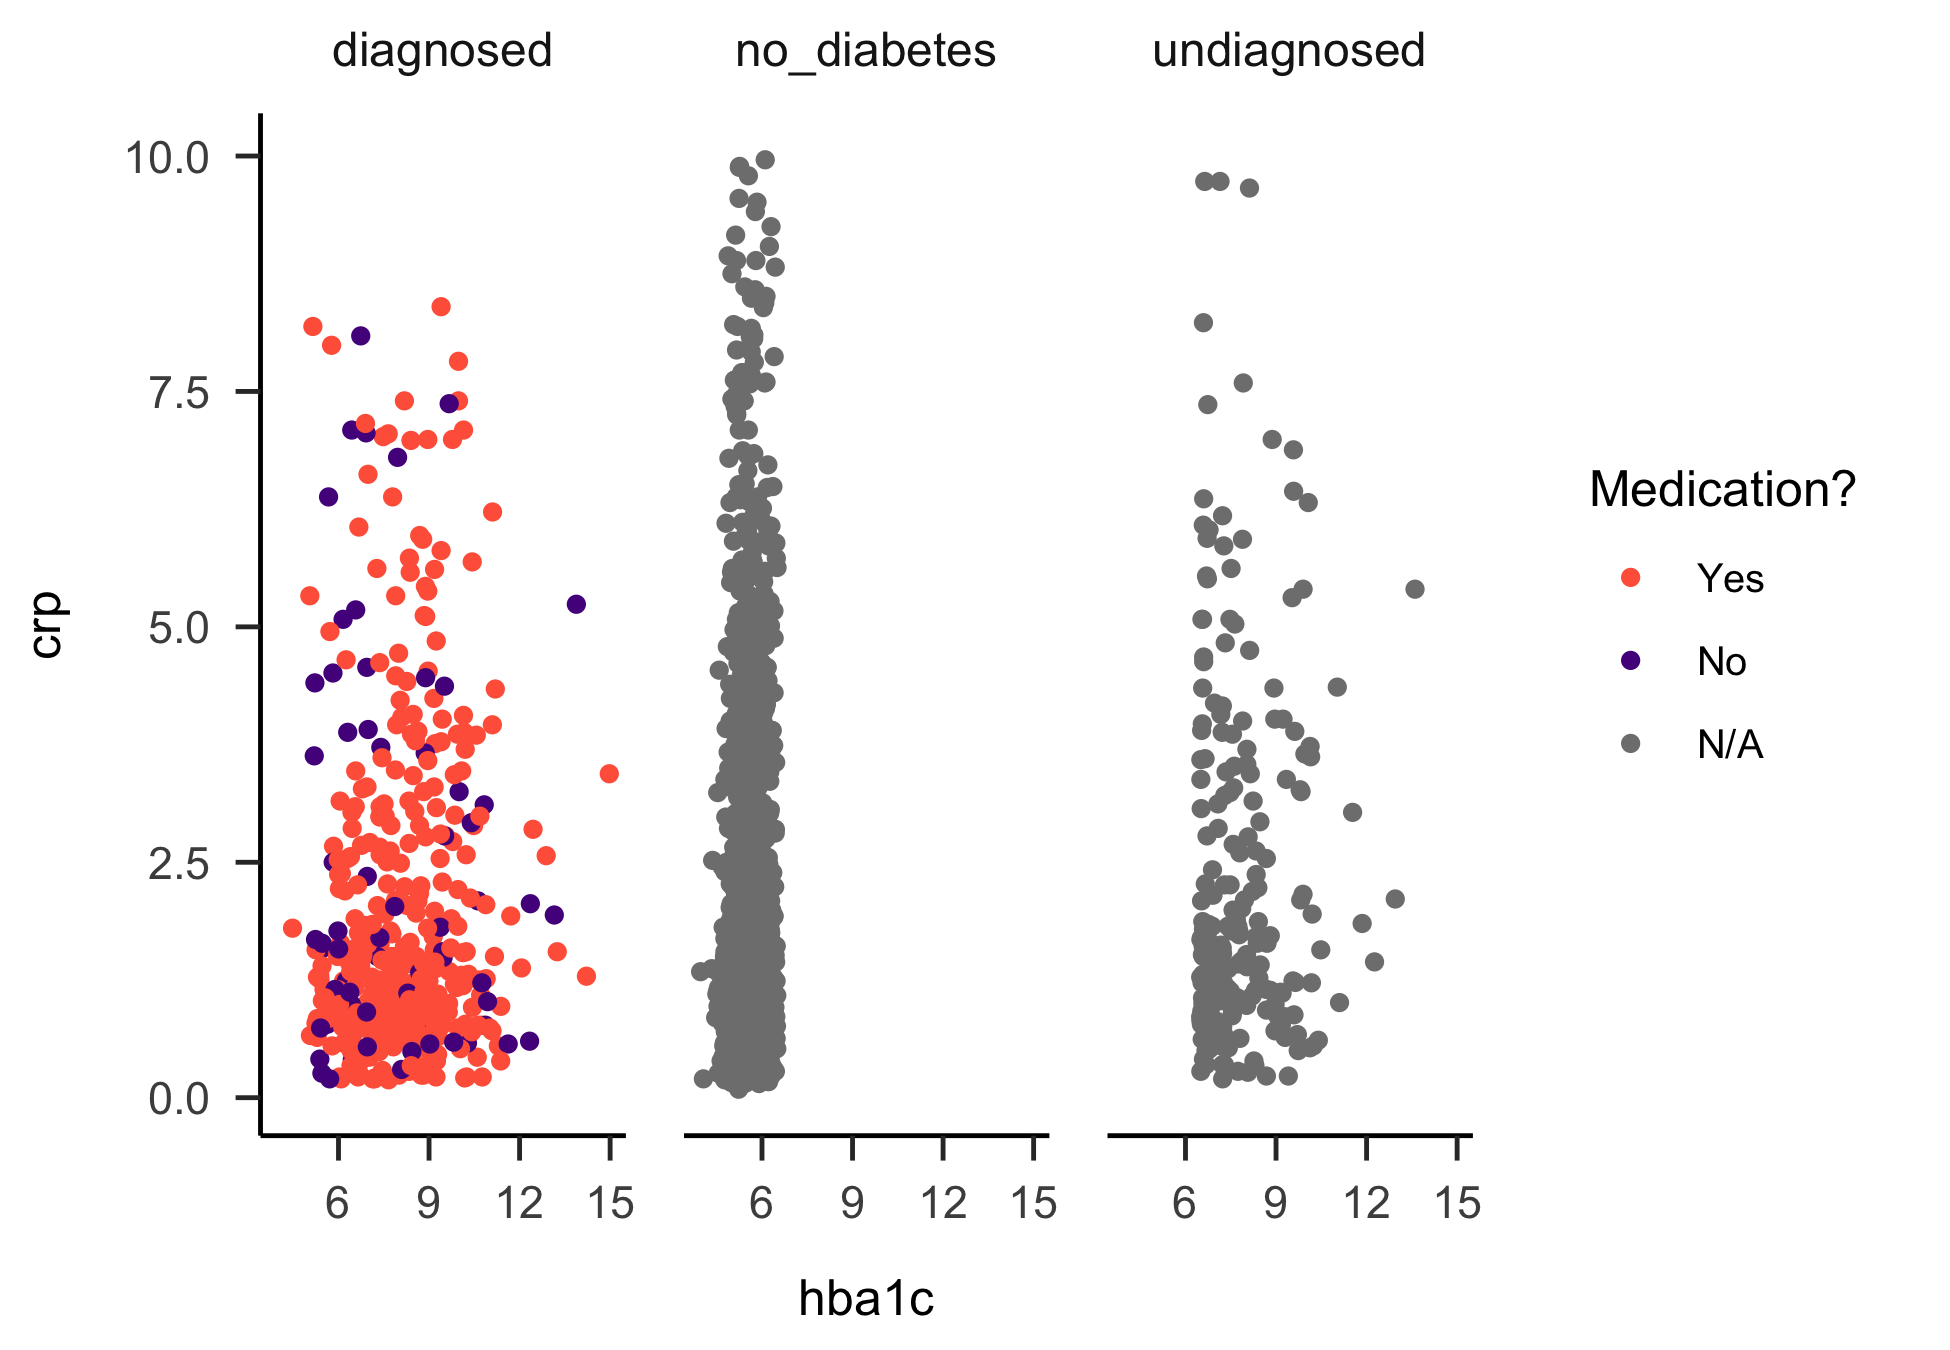 diagnosed no_diabetes undiagnosed
10.0
7.5
5.0
2.5
0.0
crp
6 9 12 15 6 9 12 15 6 9 12 15
hba1c
Medication?
Yes
No
N/A